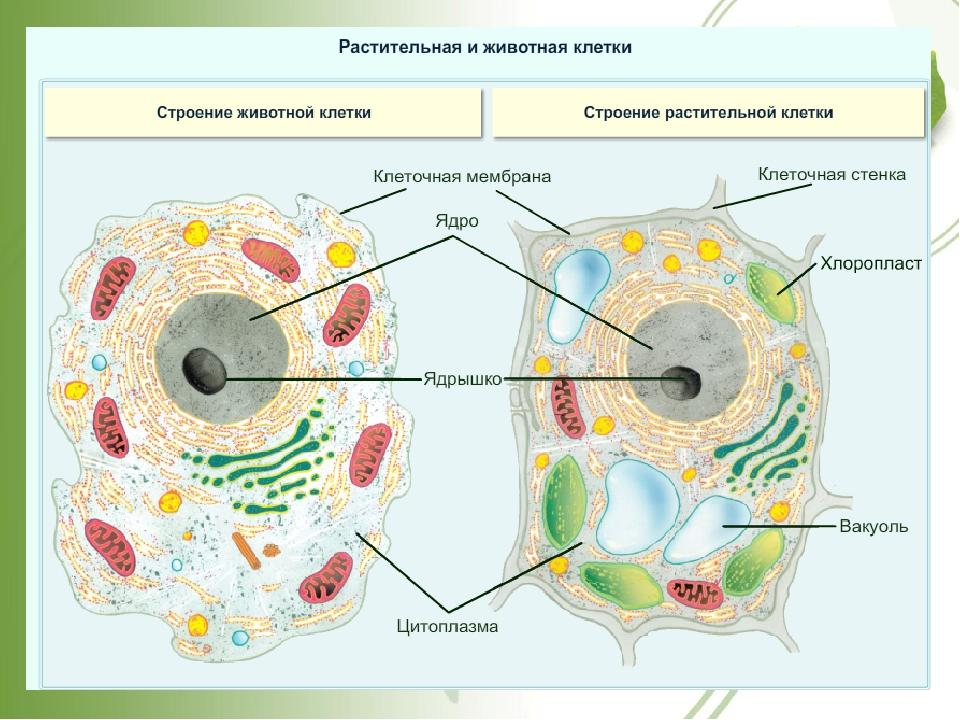 Растительная и животная клетки
Строение животной клетки
Строение растительной клетки
Клеточная мембрана
Клеточная стенка
Ядро
Хлоропласт
Ядрышко
Вакуоль
Цитоплазма